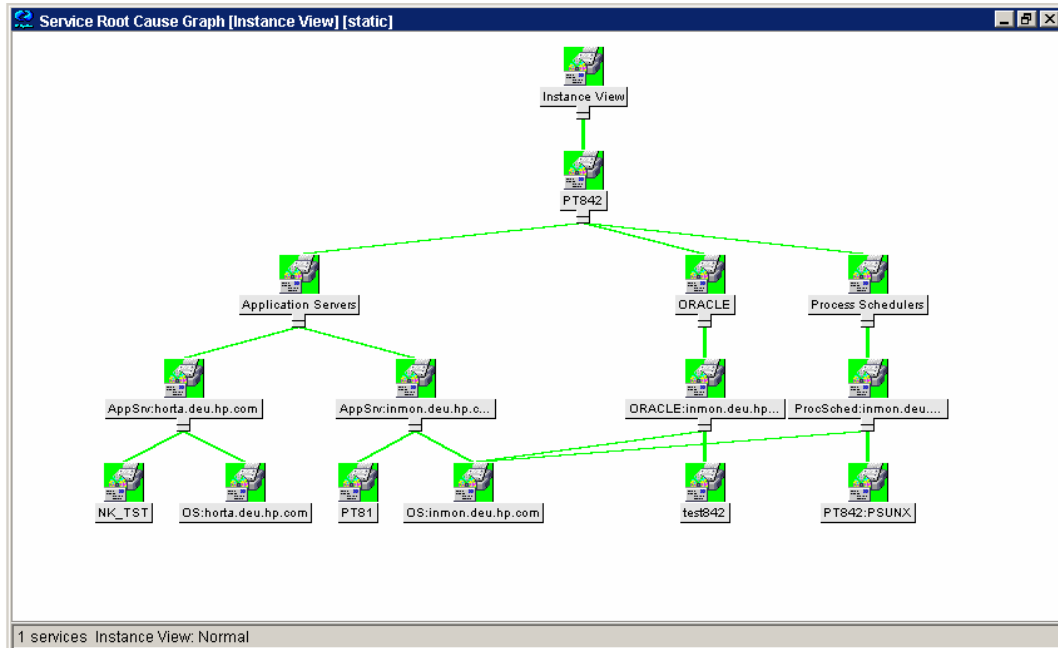 Service Root Cause Graph [Instance View] [static]
Instance View
PT842
Application Servers
ORACLE
Process Schedulers
AppSrv:horta.deu.hp.com
AppSrv:inmon.deu.hp.c...
ORACLE:inmon.deu.hp...
ProcSched:inmon.deu....
NK_TST
OS:horta.deu.hp.com
PT81
OS:inmon.deu.hp.com
test842
PT842:PSUNX
1 services Instance View: Normal